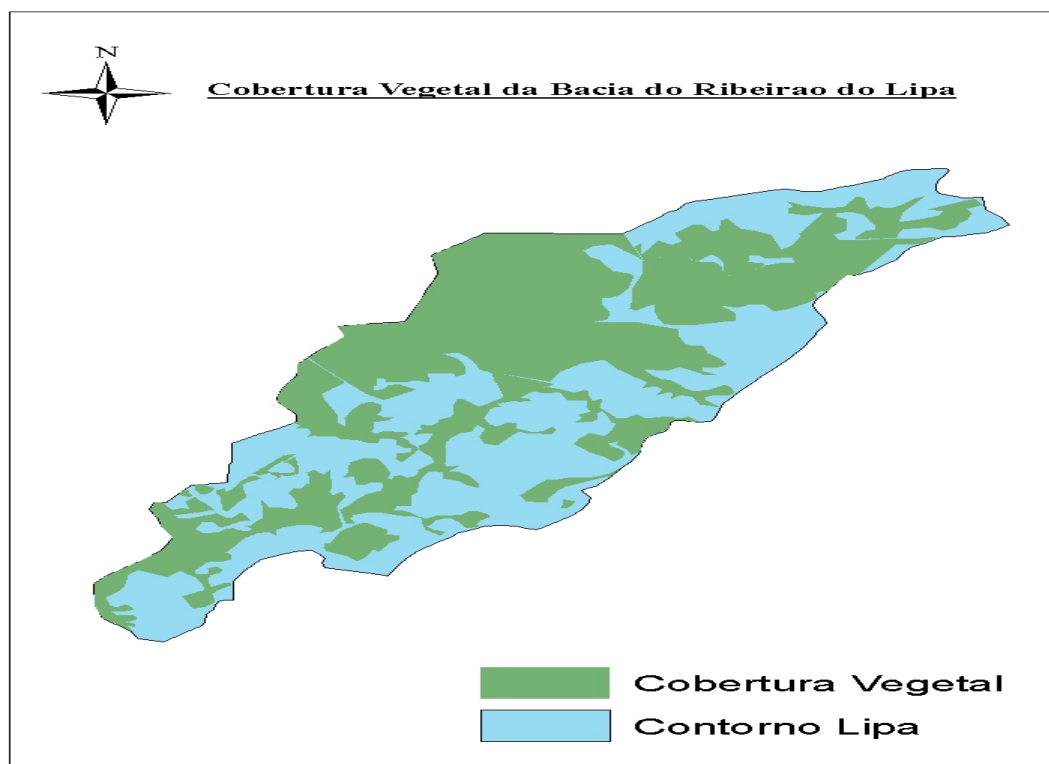 N
Cobertura Vegetal da Bacia do Ribeirao do Lipa
Cobertura Vegetal
Contorno Lipa